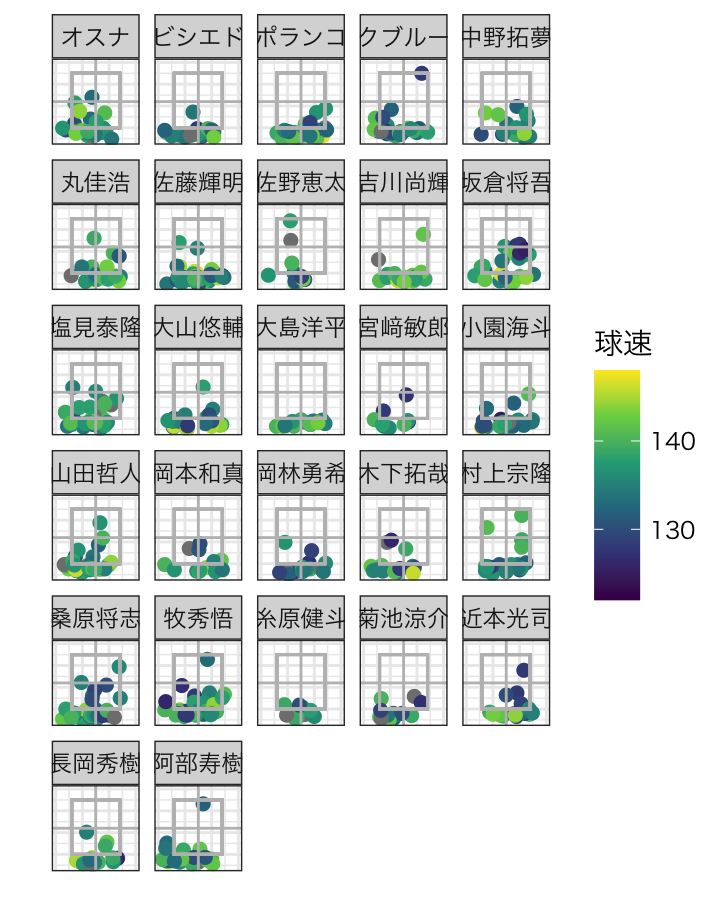 オスナ
ビシエド
ポランコ
クブルー
中野拓夢
丸佳浩
佐藤輝明
佐野恵太
吉川尚輝
坂倉将吾
塩見泰隆
大山悠輔
大島洋平
宮﨑敏郎
小園海斗
山田哲人
岡本和真
岡林勇希
木下拓哉
村上宗隆
桑原将志
牧秀悟
糸原健斗
菊池涼介
近本光司
長岡秀樹
阿部寿樹
球速
140
130